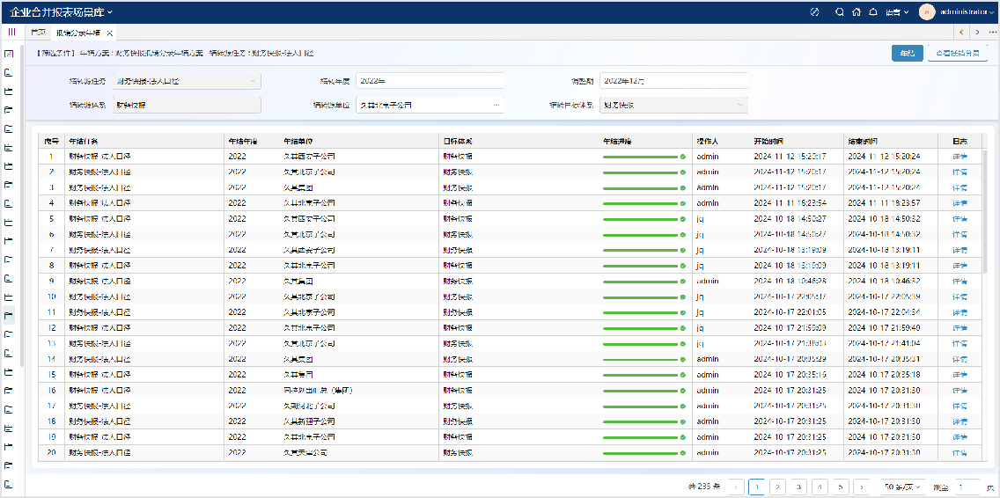 企业合并报表场景库
语言
administrator
首页 抵销分录年结
【筛选条件】 年结方案：财务快报抵销分录年结方案 结转源任务：财务快报-法人口径
年结 查看抵销分录
结转源任务 财务快报-法人口径 结转年度 2022年 调整期 2022年12月
结转源体系 财务快报 结转源单位 久其北京子公司 结转目标体系 财务快报
序号 年结任务 年结年度 年结单位 目标体系 年结进度 操作人 开始时间 结束时间 日志
1 财务快报-法人口径 2022 久其西安子公司 财务快报 admin 2024-11-12 15:20:17 2024-11-12 15:20:24 详情
2 财务快报-法人口径 2022 久其北京子公司 财务快报 admin 2024-11-12 15:20:17 2024-11-12 15:20:24 详情
3 财务快报-法人口径 2022 久其集团 财务快报 admin 2024-11-12 15:20:17 2024-11-12 15:20:24 详情
4 财务快报-法人口径 2022 久其北京子公司 财务快报 admin 2024-11-11 18:23:54 2024-11-11 18:23:57 详情
5 财务快报-法人口径 2022 久其西安子公司 财务快报 jq 2024-10-18 14:50:27 2024-10-18 14:50:32 详情
6 财务快报-法人口径 2022 久其北京子公司 财务快报 jq 2024-10-18 14:50:27 2024-10-18 14:50:32 详情
7 财务快报-法人口径 2022 久其西安子公司 财务快报 jq 2024-10-18 13:19:09 2024-10-18 13:19:11 详情
8 财务快报-法人口径 2022 久其北京子公司 财务快报 jq 2024-10-18 13:19:09 2024-10-18 13:19:11 详情
9 财务快报-法人口径 2022 久其集团 财务快报 admin 2024-10-18 10:46:28 2024-10-18 10:46:32 详情
10 财务快报-法人口径 2022 久其北京子公司 财务快报 jq 2024-10-17 22:05:37 2024-10-17 22:05:39 详情
11 财务快报-法人口径 2022 久其北京子公司 财务快报 jq 2024-10-17 22:01:05 2024-10-17 22:04:34 详情
12 财务快报-法人口径 2022 久其北京子公司 财务快报 jq 2024-10-17 21:59:09 2024-10-17 21:59:49 详情
13 财务快报-法人口径 2022 久其北京子公司 财务快报 jq 2024-10-17 21:38:03 2024-10-17 21:41:04 详情
14 财务快报-法人口径 2022 久其集团 财务快报 admin 2024-10-17 20:35:29 2024-10-17 20:35:31 详情
15 财务快报-法人口径 2022 久其集团 财务快报 admin 2024-10-17 20:35:16 2024-10-17 20:35:18 详情
16 财务快报-法人口径 2022 财务快报 admin 2024-10-17 20:31:25 2024-10-17 20:31:30 详情
17 财务快报-法人口径 2022 久其河北子公司 财务快报 admin 2024-10-17 20:31:25 2024-10-17 20:31:30 详情
18 财务快报-法人口径 2022 久其新疆子公司 财务快报 admin 2024-10-17 20:31:25 2024-10-17 20:31:30 详情
19 财务快报-法人口径 2022 久其北京子公司 财务快报 admin 2024-10-17 20:31:25 2024-10-17 20:31:30 详情
20 财务快报-法人口径 2022 久其天津公司 财务快报 admin 2024-10-17 20:31:25 2024-10-17 20:31:30 详情
共 233 条 1 2 3 4 5 50 条/页 跳至 1 页